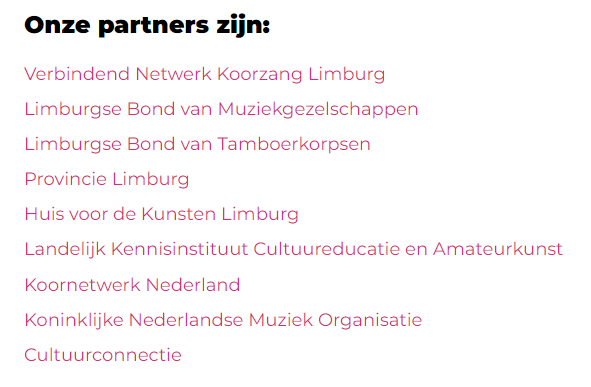 Onze partners zijn:
Verbindend Netwerk Koorzang Limburg
Limburgse Bond van Muziekgezelschappen
Limburgse Bond van Tamboerkorpsen
Provincie Limburg
Huis voor de Kunsten Limburg
Landelijk Kennisinstituut Cultuureducatie en Amateurkunst
Koornetwerk Nederland
Koninklijke Nederlandse Muziek Organisatie
Cultuurconnectie